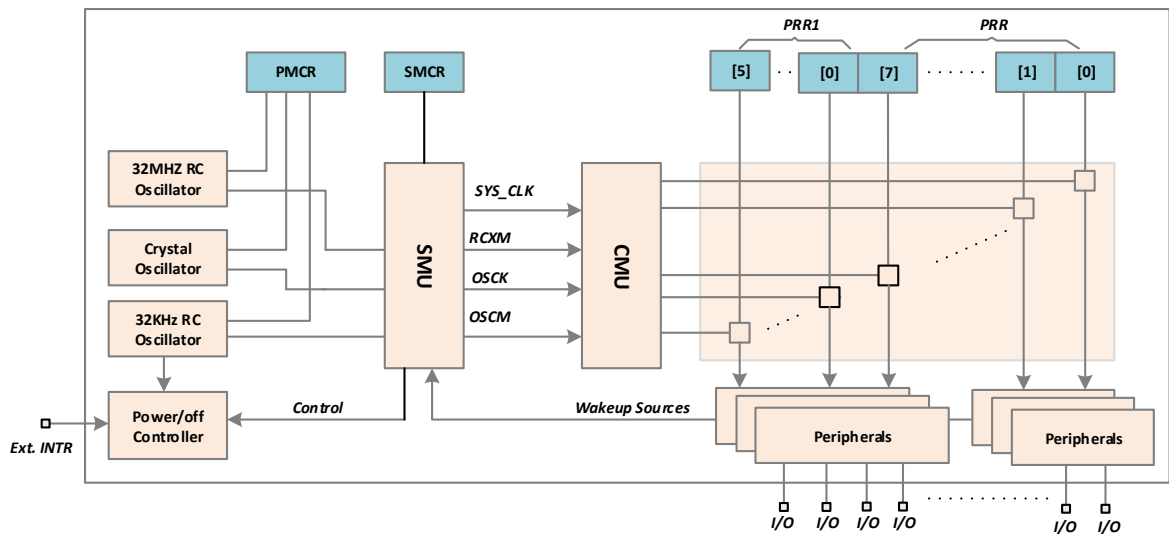 PRR1
PRR
PMCR
SMCR
[5]
[0]
[7]
[1]
[0]
32MHZ RC
Oscillator
Crystal
Oscillator
32KHz RC
Oscillator
SMU
SYS_CLK
RCXM
OSCK
OSCM
CMU
Power/off
Controller
Ext. INTR
Control
Wakeup Sources
Peripherals
Peripherals
I/O
I/O
I/O
I/O
I/O
I/O